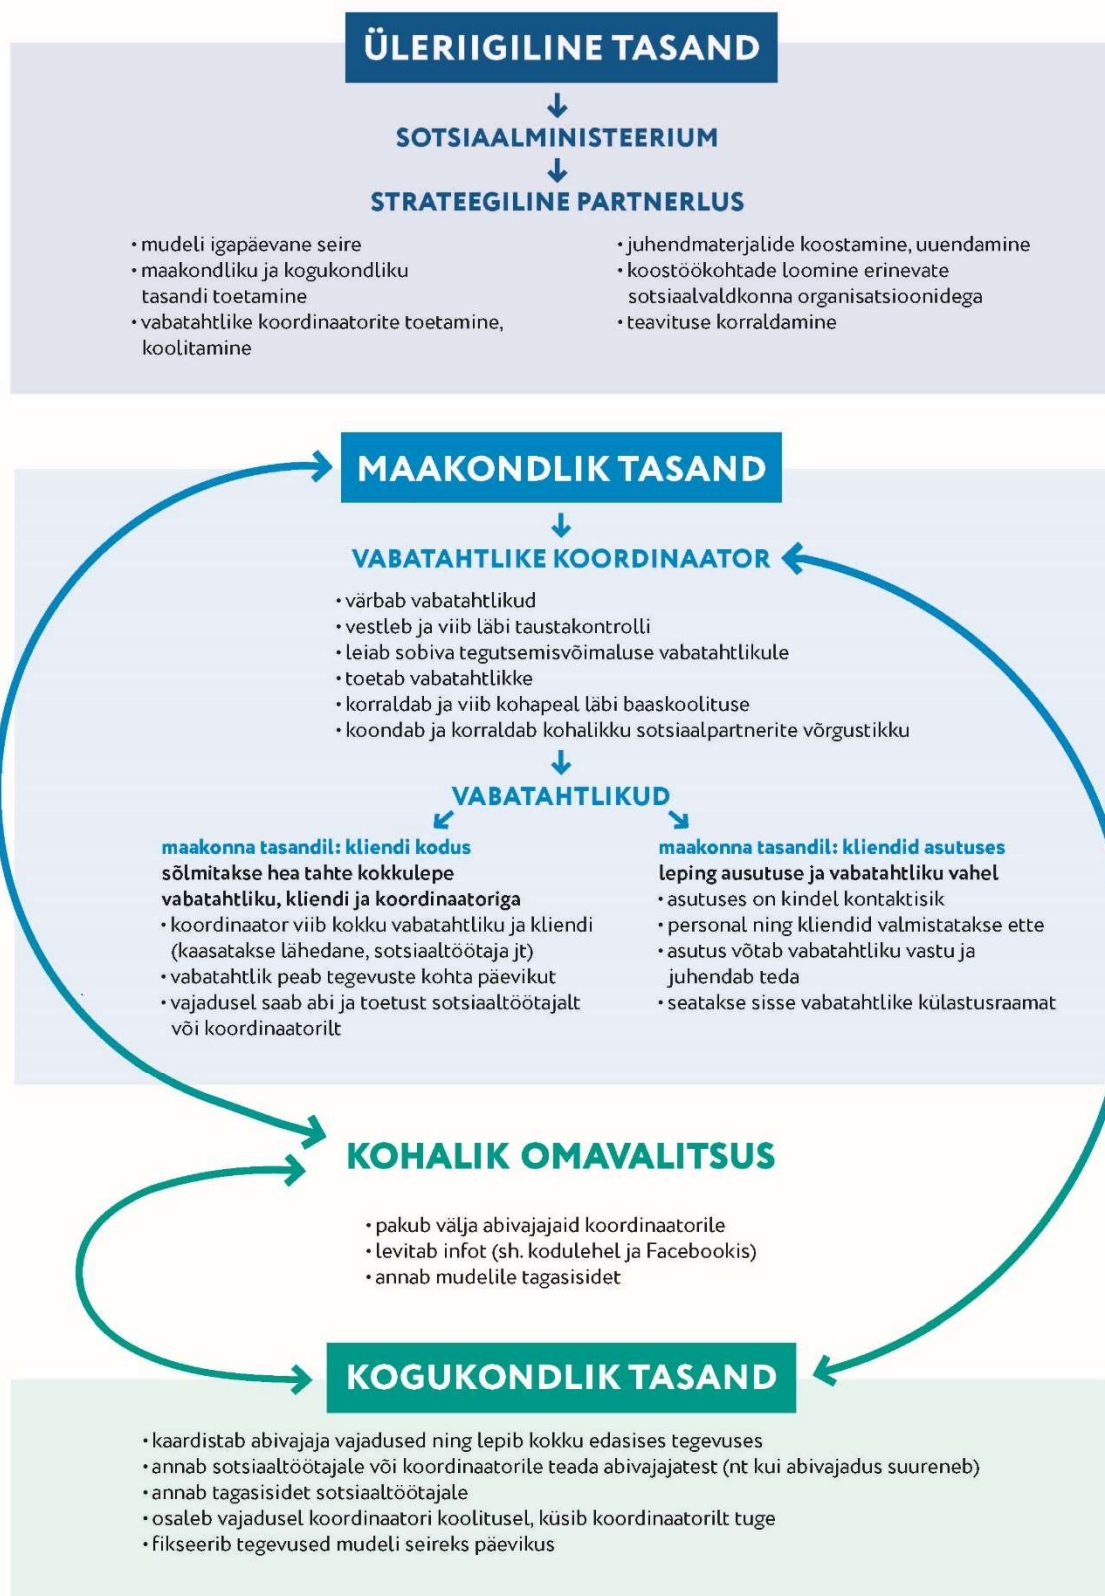 ÜLERIIGILINE TASAND
SOTSIAALMINISTEERIUM
STRATEEGILINE PARTNERLUS
• mudeli igapäevane seire
• maakondliku ja kogukondliku
tasandi toetamine
• vabatahtlike koordinaatorite toetamine,
koolitamine
• juhendmaterjalide koostamine, uuendamine
• koostöökohtade loomine erinevate
sotsiaalvaldkonna organisatsioonidega
• teavituse korraldamine
MAAKONDLIK TASAND
VABATAHTLIKE KOORDINAATOR
• värbab vabatahtlikud
• vestleb ja viib läbi taustakontrolli
• leiab sobiva tegutsemisvõimaluse vabatahtlikule
• toetab vabatahtlikke
• korraldab ja viib kohapeal läbi baaskoolituse
• koondab ja korraldab kohalikku sotsiaalpartnerite võrgustikku
VABATAHTLIKUD
maakonna tasandil: kliendi kodus
sõlmitakse hea tahte kokkulepe
vabatahtliku, kliendi ja koordinaatoriga
• koordinaator viib kokku vabatahtliku ja kliendi
(kaasatakse lähedane, sotsiaaltöötaja jt)
• vabatahtlik peab tegevuste kohta päevikut
• vajadusel saab abi ja toetust sotsiaaltöötajalt
või koordinaatorilt
maakonna tasandil: kliendid asutuses
leping ausutuse ja vabatahtliku vahel
• asutuses on kindel kontaktisik
• personal ning kliendid valmistatakse ette
• asutus võtab vabatahtliku vastu ja
juhendab teda
• seatakse sisse vabatahtlike külastusraamat
KOHALIK OMAVALITSUS
• pakub välja abivajajaid koordinaatorile
• levitab infot (sh. kodulehel ja Facebookis)
• annab mudelile tagasisidet
KOGUKONDLIK TASAND
• kaardistab abivajaja vajadused ning lepib kokku edasises tegevuses
• annab sotsiaaltöötajale või koordinaatorile teada abivajajatest (nt kui abivajadus suureneb)
• annab tagasisidet sotsiaaltöötajale
• osaleb vajadusel koordinaatori koolitusel, küsib koordinaatorilt tuge
• fikseerib tegevused mudeli seireks päevikus